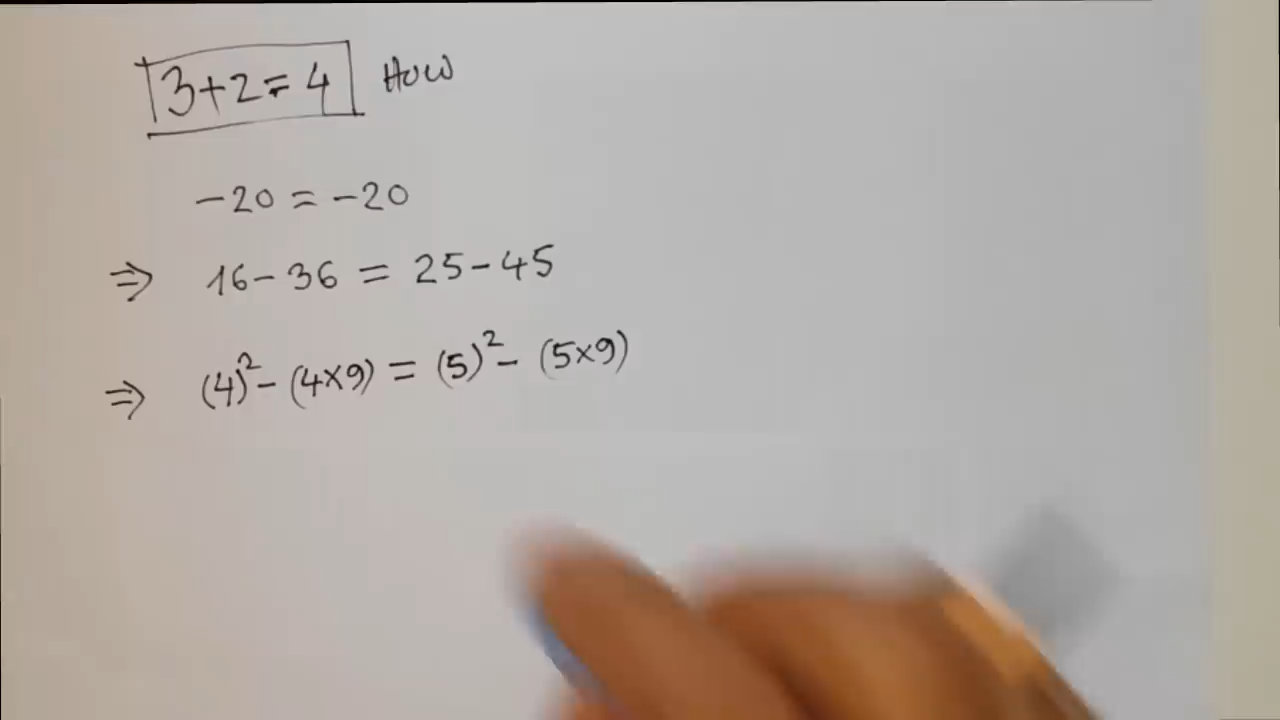 3+2=4 How
-20 = -20
⇒ 16-36 = 25-45
⇒ (4)²-(4×9) = (5)²-(5×9)